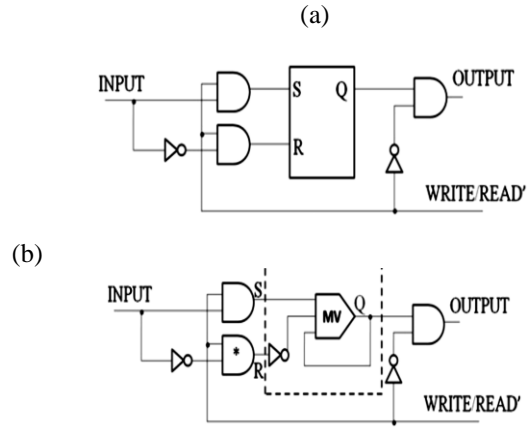 (a)
INPUT
S
Q
R
OUTPUT
WRITE/READ'
(b)
INPUT
S
Q
MV
*
R
OUTPUT
WRITE/READ'